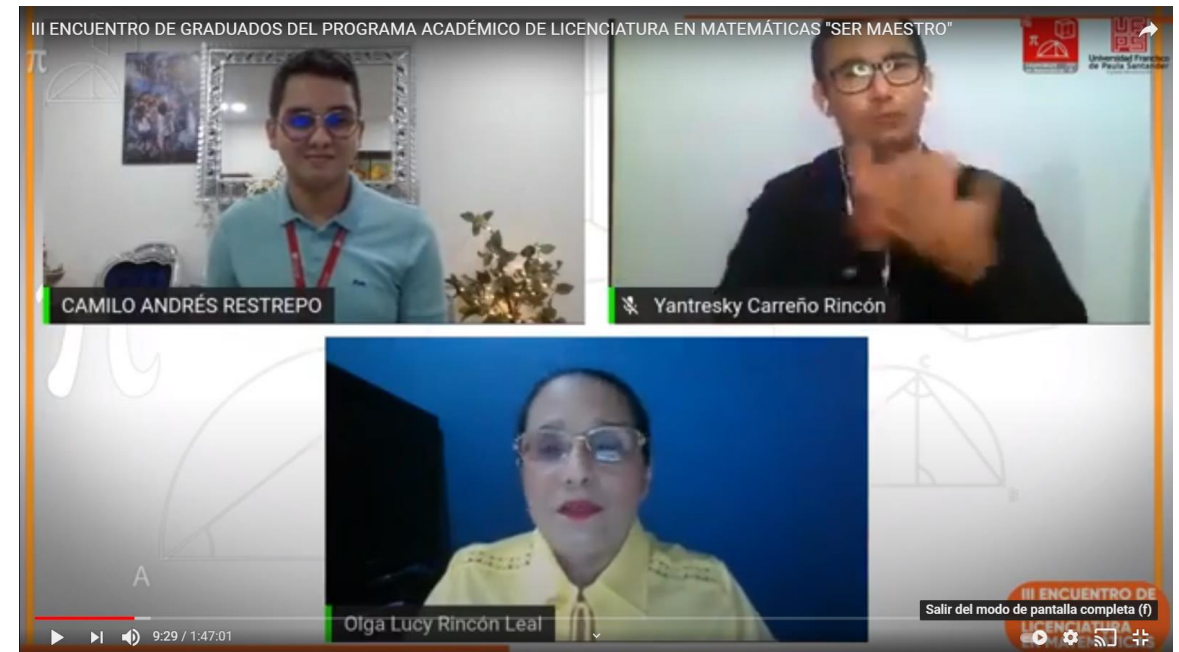 III ENCUENTRO DE GRADUADOS DEL PROGRAMA ACADÉMICO DE LICENCIATURA EN MATEMÁTICAS "SER MAESTRO"
Universidad Francisco
de Paula Santander
CAMILO ANDRÉS RESTREPO
Yantresky Carreño Rincón
C
B
A
Olga Lucy Rincón Leal
III ENCUENTRO DE
Salir del modo de pantalla completa (f)
LICENCIATURA
EN MATEMÁTICAS
9:29 / 1:47:01